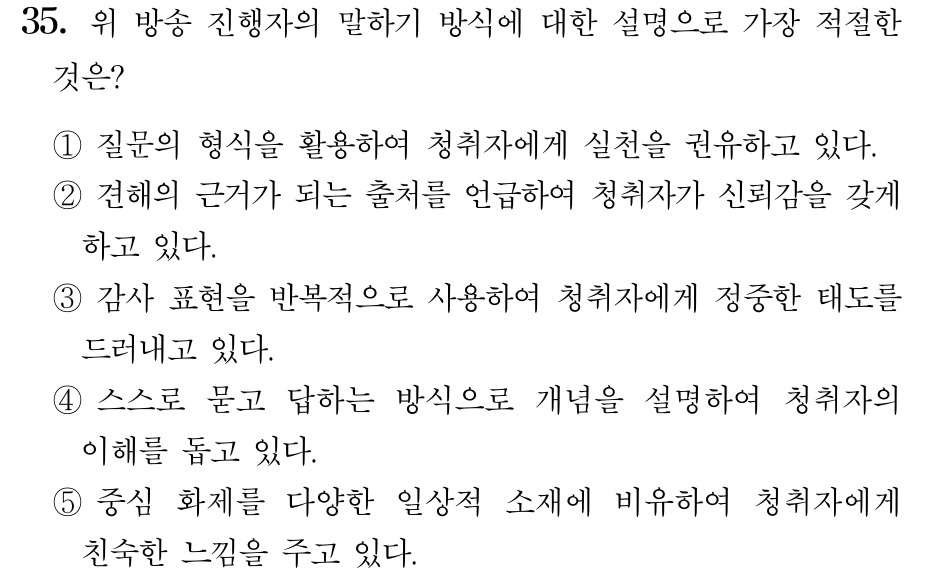 35. 위 방송 진행자의 말하기 방식에 대한 설명으로 가장 적절한
것은?
① 질문의 형식을 활용하여 청취자에게 실천을 권유하고 있다.
② 견해의 근거가 되는 출처를 언급하여 청취자가 신뢰감을 갖게
하고 있다.
③ 감사 표현을 반복적으로 사용하여 청취자에게 정중한 태도를
드러내고 있다.
④ 스스로 묻고 답하는 방식으로 개념을 설명하여 청취자의
이해를 돕고 있다.
⑤ 중심 화제를 다양한 일상적 소재에 비유하여 청취자에게
친숙한 느낌을 주고 있다.